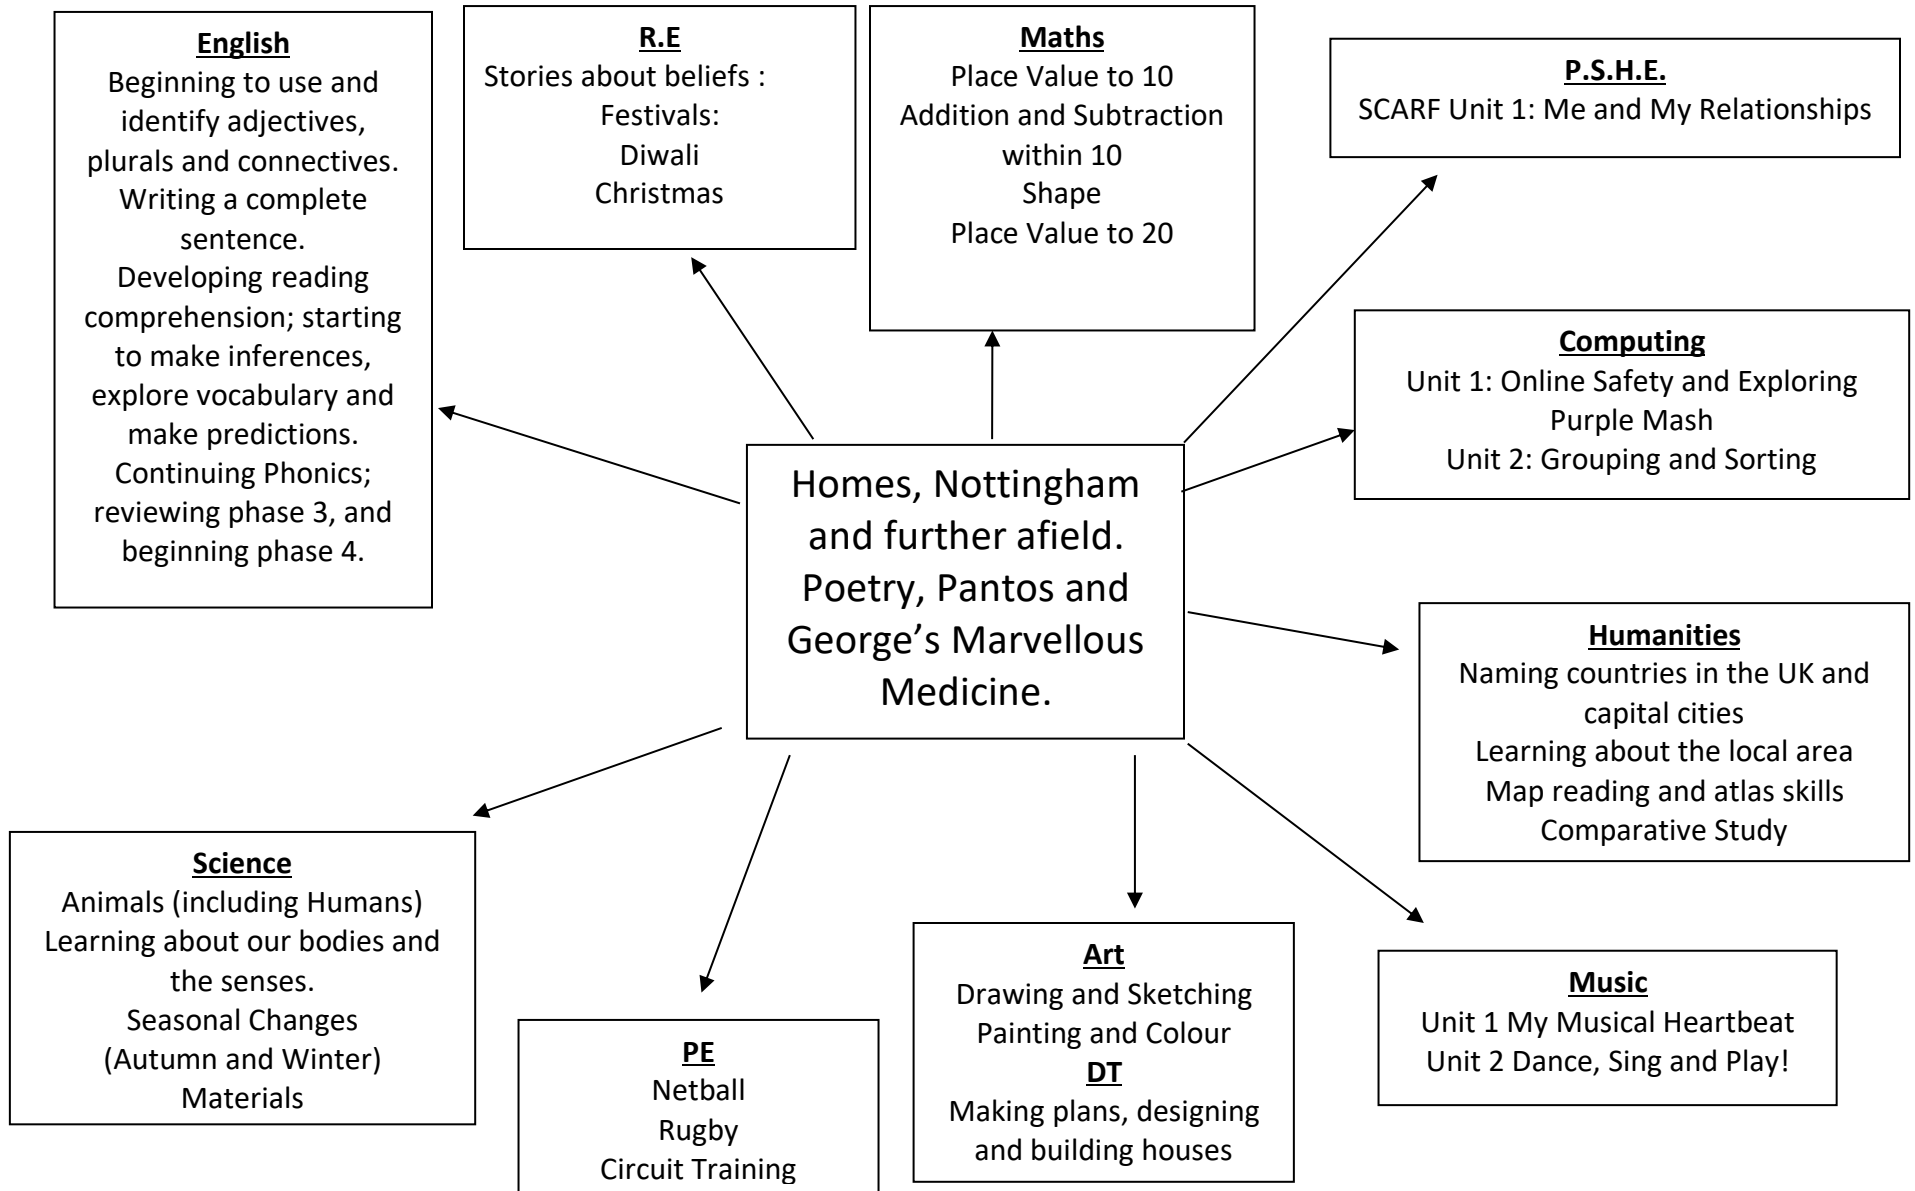 English
Beginning to use and
identify adjectives,
plurals and connectives.
Writing a complete
sentence.
Developing reading
comprehension; starting
to make inferences,
explore vocabulary and
make predictions.
Continuing Phonics;
reviewing phase 3, and
beginning phase 4.
R.E
Stories about beliefs :
Festivals:
Diwali
Christmas
Maths
Place Value to 10
Addition and Subtraction
within 10
Shape
Place Value to 20
P.S.H.E.
SCARF Unit 1: Me and My Relationships
Computing
Unit 1: Online Safety and Exploring
Purple Mash
Unit 2: Grouping and Sorting
Homes, Nottingham
and further afield.
Poetry, Pantos and
George’s Marvellous
Medicine.
Humanities
Naming countries in the UK and
capital cities
Learning about the local area
Map reading and atlas skills
Comparative Study
Science
Animals (including Humans)
Learning about our bodies and
the senses.
Seasonal Changes
(Autumn and Winter)
Materials
PE
Netball
Rugby
Circuit Training
Art
Drawing and Sketching
Painting and Colour
DT
Making plans, designing
and building houses
Music
Unit 1 My Musical Heartbeat
Unit 2 Dance, Sing and Play!